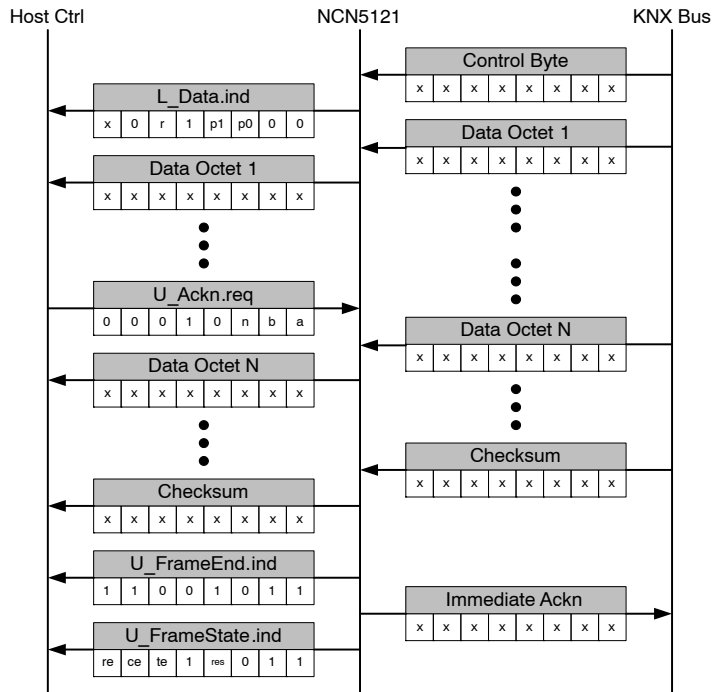 Host Ctrl NCN5121 KNX Bus
Control Byte
x x x x x x x x
L_Data.ind
x 0 r 1 p1 p0 0 0
Data Octet 1
x x x x x x x x
Data Octet 1
x x x x x x x x
U_Ackn.req
0 0 0 1 0 n b a
Data Octet N
x x x x x x x x
Data Octet N
x x x x x x x x
Checksum
x x x x x x x x
Checksum
x x x x x x x x
U_FrameEnd.ind
1 1 0 0 1 0 1 1
Immediate Ackn
x x x x x x x x
U_FrameState.ind
re ce te 1 res 0 1 1